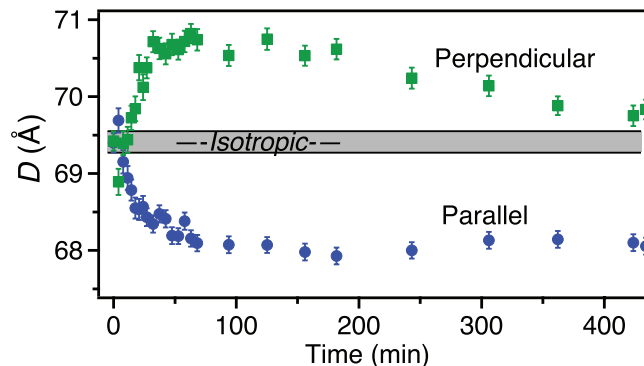 71
Perpendicular
70
D (Å)
—-Isotropic-—
69
Parallel
68
0 100 200 300 400
Time (min)